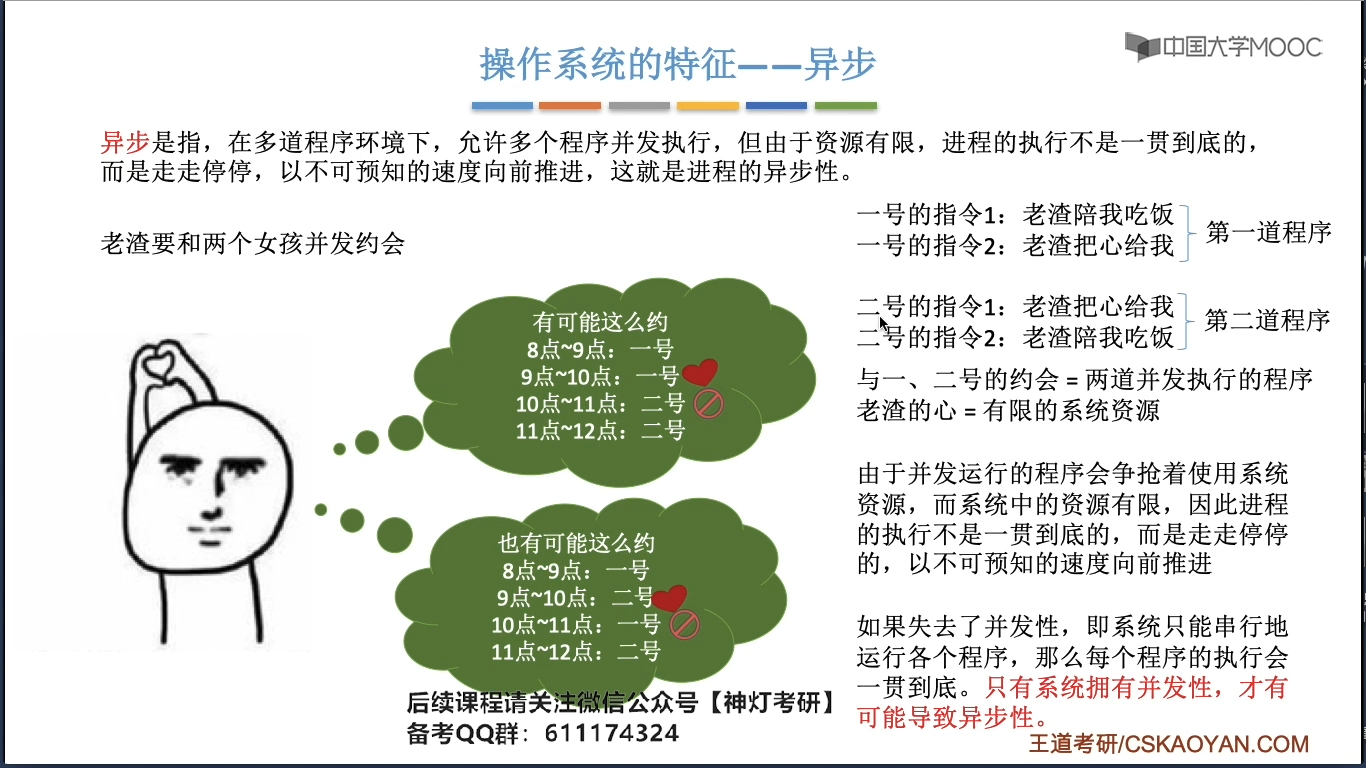 中国大学MOOC
操作系统的特征——异步
异步是指，在多道程序环境下，允许多个程序并发执行，但由于资源有限，进程的执行不是一贯到底的，
而是走走停停，以不可预知的速度向前推进，这就是进程的异步性。
老渣要和两个女孩并发约会
有可能这么约
8点~9点：一号
9点~10点：一号
10点~11点：二号
11点~12点：二号
也有可能这么约
8点~9点：一号
9点~10点：二号
10点~11点：一号
11点~12点：二号
一号的指令1：老渣陪我吃饭
一号的指令2：老渣把心给我
第一道程序
二号的指令1：老渣把心给我
二号的指令2：老渣陪我吃饭
第二道程序
与一、二号的约会 = 两道并发执行的程序
老渣的心 = 有限的系统资源
由于并发运行的程序会争抢着使用系统
资源，而系统中的资源有限，因此进程
的执行不是一贯到底的，而是走走停停
的，以不可预知的速度向前推进
如果失去了并发性，即系统只能串行地
运行各个程序，那么每个程序的执行会
一贯到底。只有系统拥有并发性，才有
可能导致异步性。
后续课程请关注微信公众号【神灯考研】
备考QQ群：611174324
王道考研/CSKAOYAN.COM